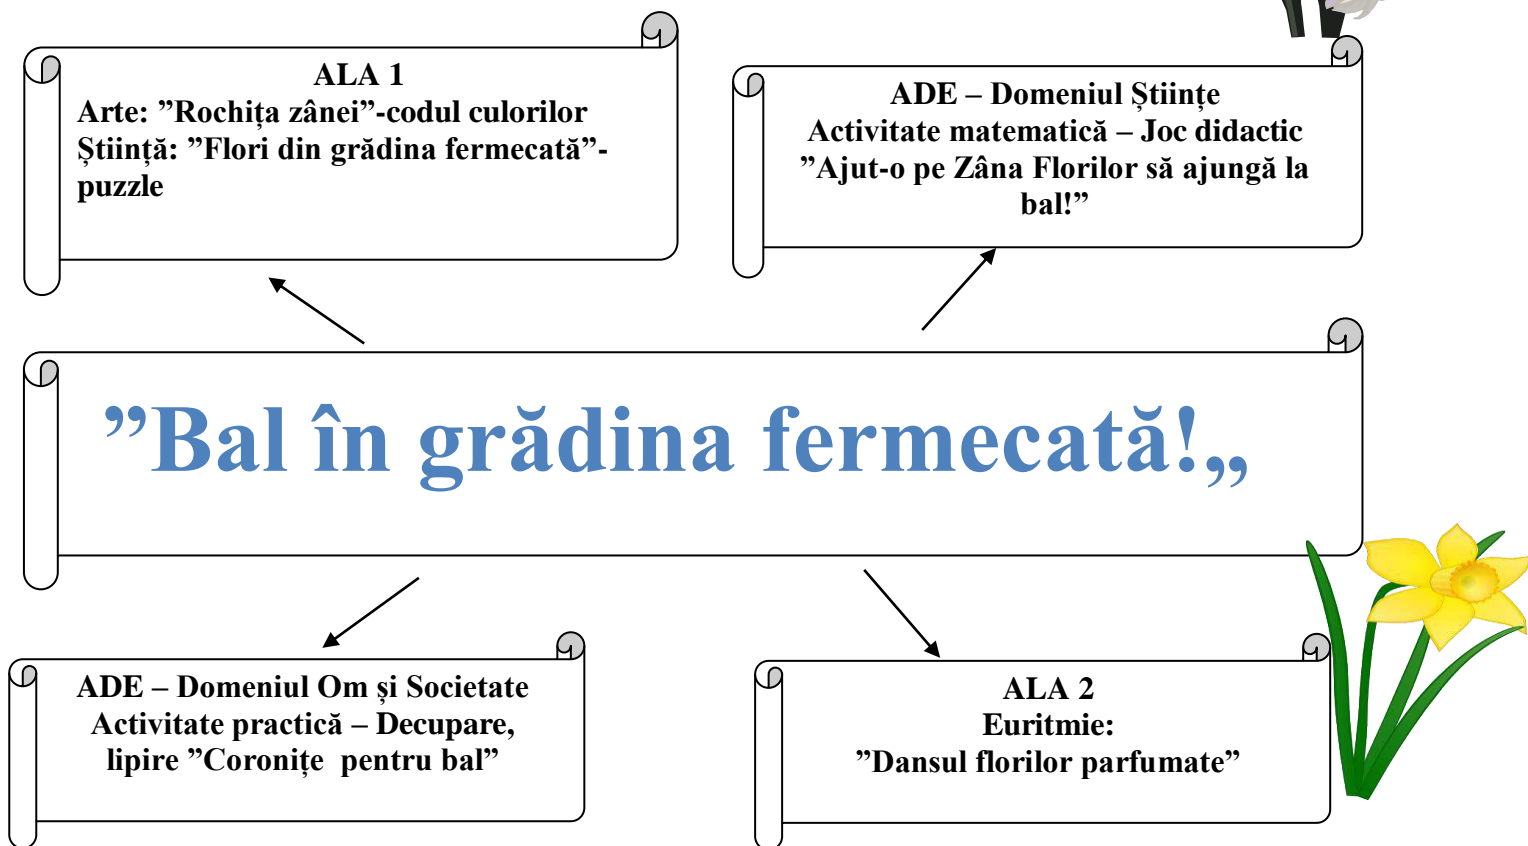 ALA 1
Arte: ”Rochița zânei”-codul culorilor
Știință: ”Flori din grădina fermecată”-
puzzle
ADE – Domeniul Științe
Activitate matematică – Joc didactic
”Ajut-o pe Zâna Florilor să ajungă la
bal!”
”Bal în grădina fermecată!„
ADE – Domeniul Om și Societate
Activitate practică – Decupare,
lipire ”Coronițe  pentru bal”
ALA 2
Euritmie:
”Dansul florilor parfumate”